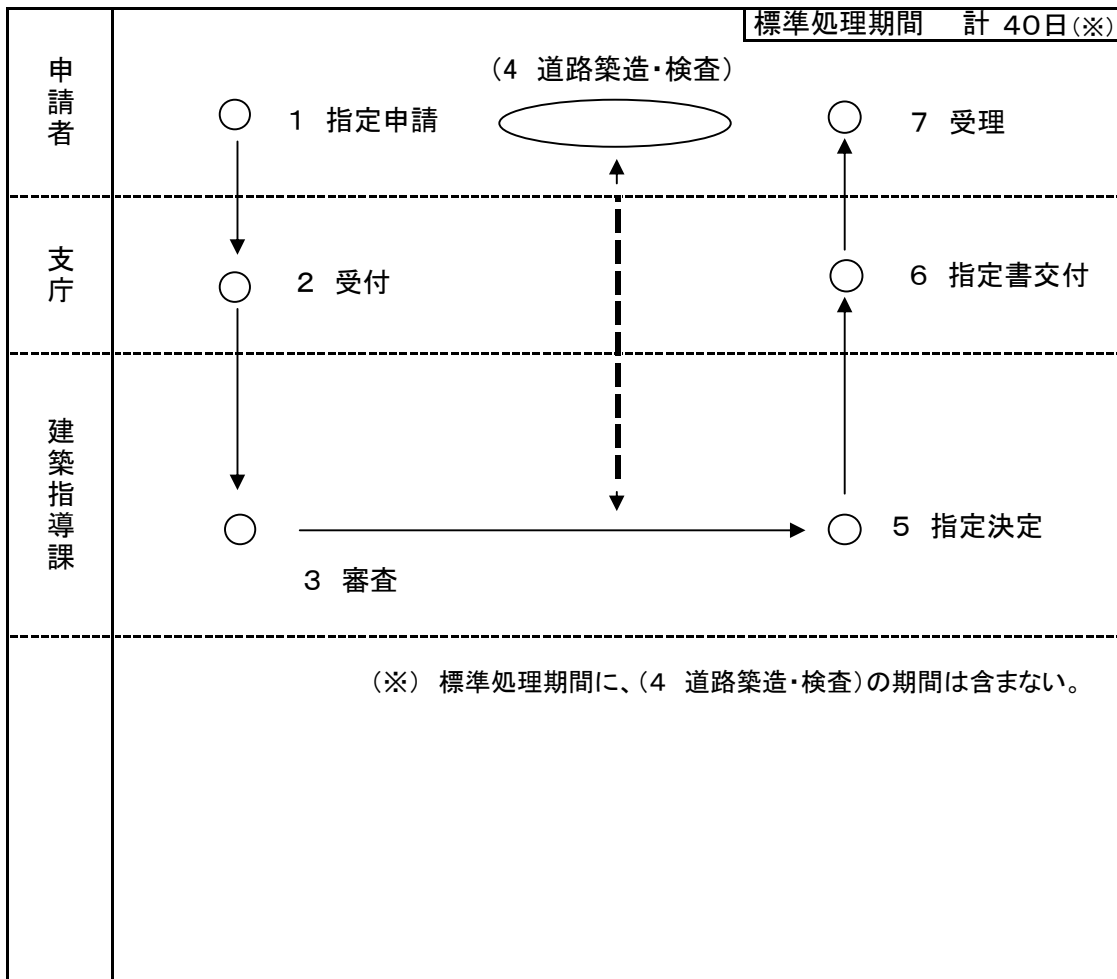 標準処理期間　計 40日(※)
申請者
（4 道路築造・検査）
1 指定申請
7 受理
支庁
2 受付
6 指定書交付
建築指導課
5 指定決定
3 審査
（※） 標準処理期間に、（4 道路築造・検査）の期間は含まない。